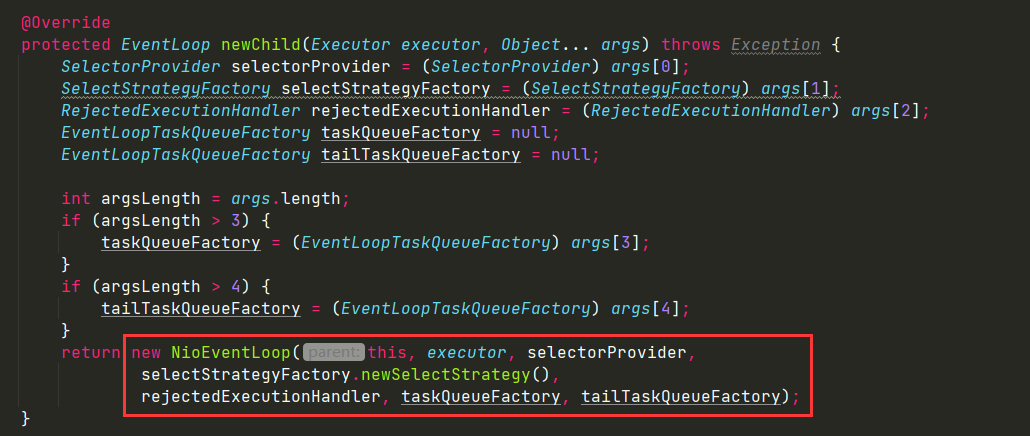 @Override
protected EventLoop newChild(Executor executor, Object... args) throws Exception {
    SelectorProvider selectorProvider = (SelectorProvider) args[0];
    SelectStrategyFactory selectStrategyFactory = (SelectStrategyFactory) args[1];
    RejectedExecutionHandler rejectedExecutionHandler = (RejectedExecutionHandler) args[2];
    EventLoopTaskQueueFactory taskQueueFactory = null;
    EventLoopTaskQueueFactory tailTaskQueueFactory = null;

    int argsLength = args.length;
    if (argsLength > 3) {
        taskQueueFactory = (EventLoopTaskQueueFactory) args[3];
    }
    if (argsLength > 4) {
        tailTaskQueueFactory = (EventLoopTaskQueueFactory) args[4];
    }
    return new NioEventLoop( parent: this, executor, selectorProvider,
            selectStrategyFactory.newSelectStrategy(),
            rejectedExecutionHandler, taskQueueFactory, tailTaskQueueFactory);
}